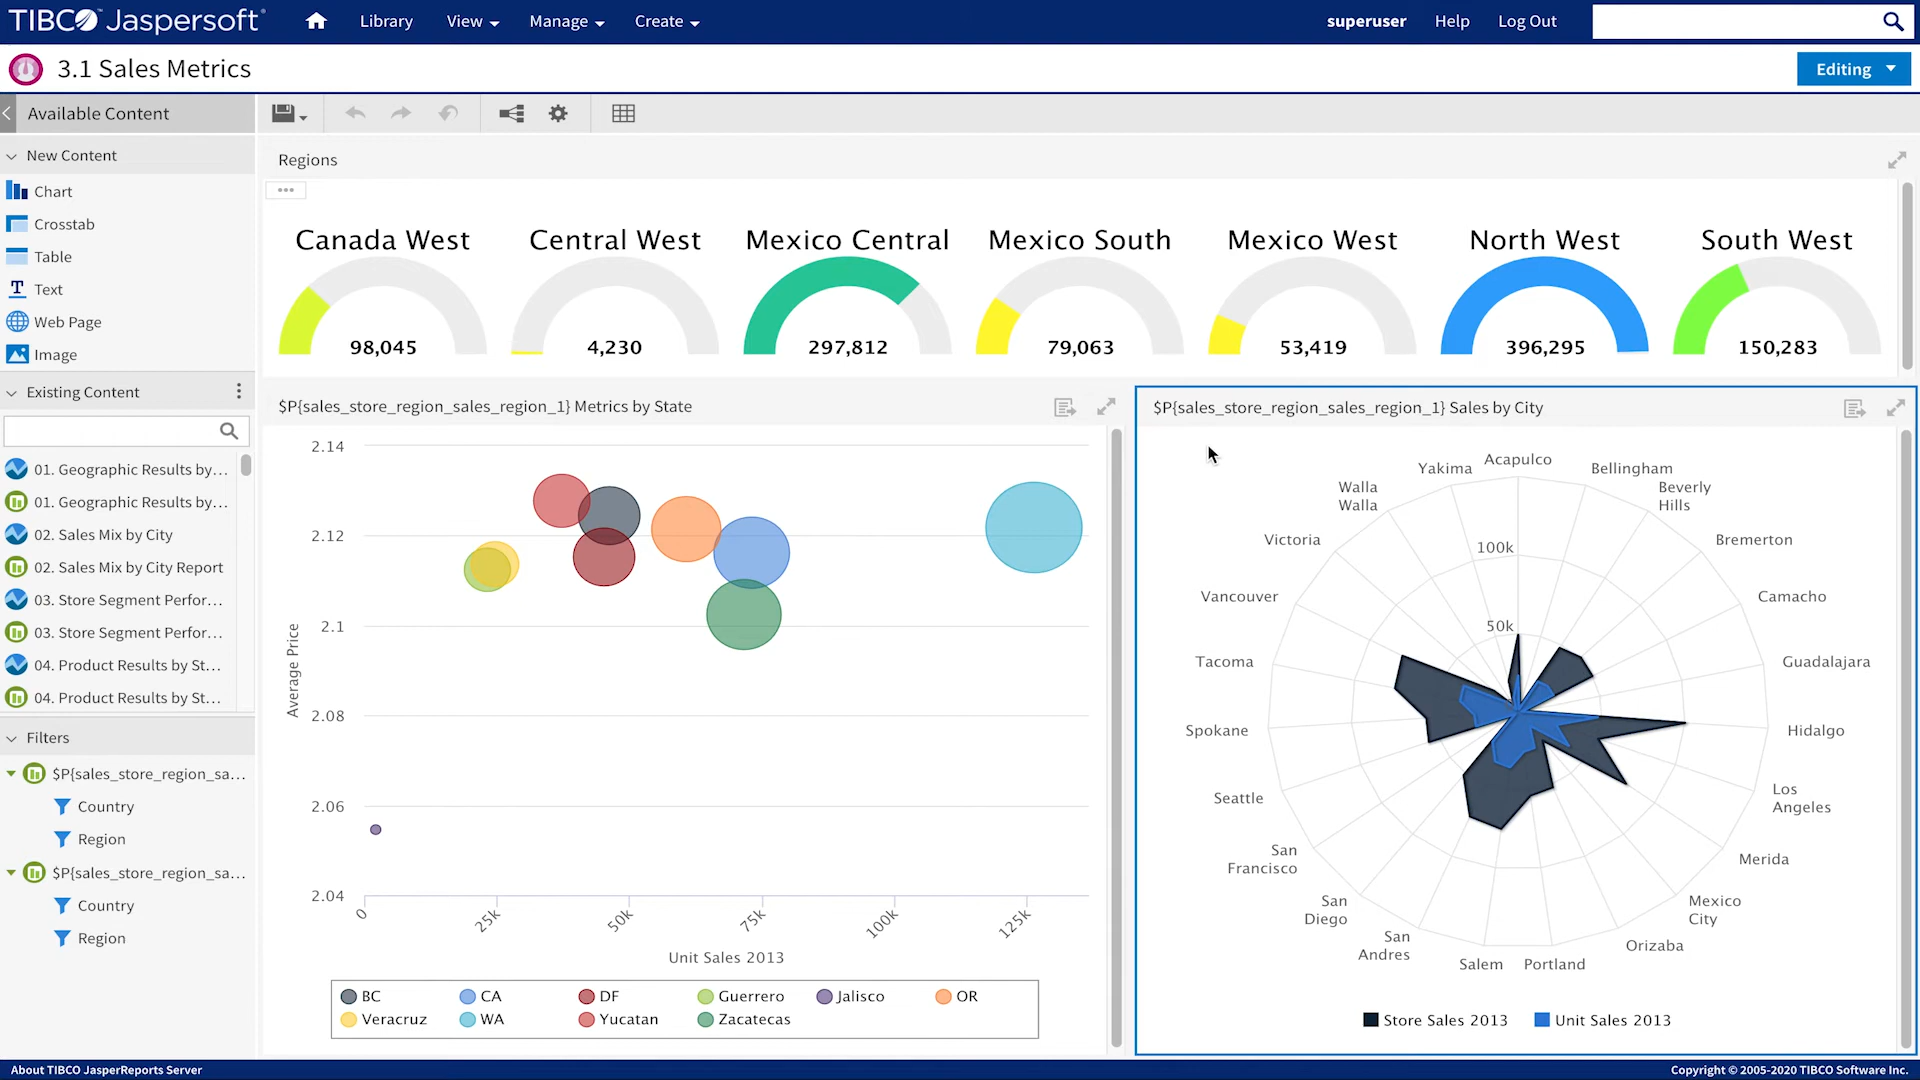 TIBCO Jaspersoft®
Library
View
Manage
Create
superuser
Help
Log Out
3.1 Sales Metrics
Editing
Available Content
New Content
Chart
Crosstab
Table
Text
Web Page
Image
Existing Content
01. Geographic Results by...
01. Geographic Results by...
02. Sales Mix by City
02. Sales Mix by City Report
03. Store Segment Perfor...
03. Store Segment Perfor...
04. Product Results by St...
04. Product Results by St...
Filters
$P{sales_store_region_sa...
Country
Region
$P{sales_store_region_sa...
Country
Region
Regions
Canada West
98,045
Central West
4,230
Mexico Central
297,812
Mexico South
79,063
Mexico West
53,419
North West
396,295
South West
150,283
$P{sales_store_region_sales_region_1} Metrics by State
2.14
2.12
2.1
2.08
2.06
2.04
Average Price
0
25k
50k
75k
100k
125k
Unit Sales 2013
BC
CA
DF
Guerrero
Jalisco
OR
Veracruz
WA
Yucatan
Zacatecas
$P{sales_store_region_sales_region_1} Sales by City
Acapulco
Bellingham
Beverly
Hills
Bremerton
Camacho
Guadalajara
Hidalgo
Los
Angeles
Merida
Mexico
City
Orizaba
Portland
Salem
San
Andres
San
Diego
San
Francisco
Seattle
Spokane
Tacoma
Vancouver
Victoria
Walla
Walla
Yakima
100k
50k
Store Sales 2013
Unit Sales 2013
About TIBCO JasperReports Server
Copyright © 2005-2020 TIBCO Software Inc.